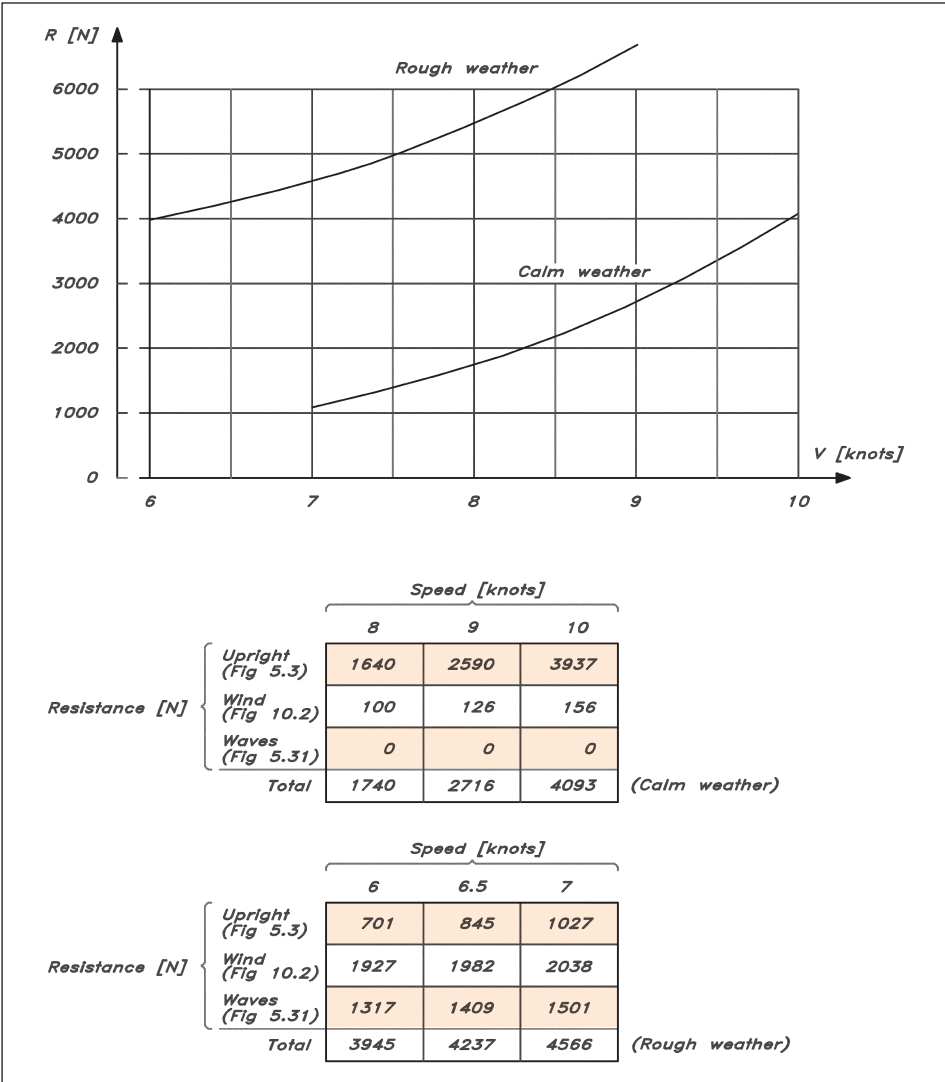 R [N]
Rough weather
6000
5000
4000
Calm weather
3000
2000
1000
V [knots]
0
6 7 8 9 10
Speed [knots]
8 9 10
Upright
(Fig 5.3) 1640 2590 3937
Resistance [N] Wind
(Fig 10.2) 100 126 156
Waves
(Fig 5.31) 0 0 0
Total 1740 2716 4093 (Calm weather)
Speed [knots]
6 6.5 7
Upright
(Fig 5.3) 701 845 1027
Resistance [N] Wind
(Fig 10.2) 1927 1982 2038
Waves
(Fig 5.31) 1317 1409 1501
Total 3945 4237 4566 (Rough weather)